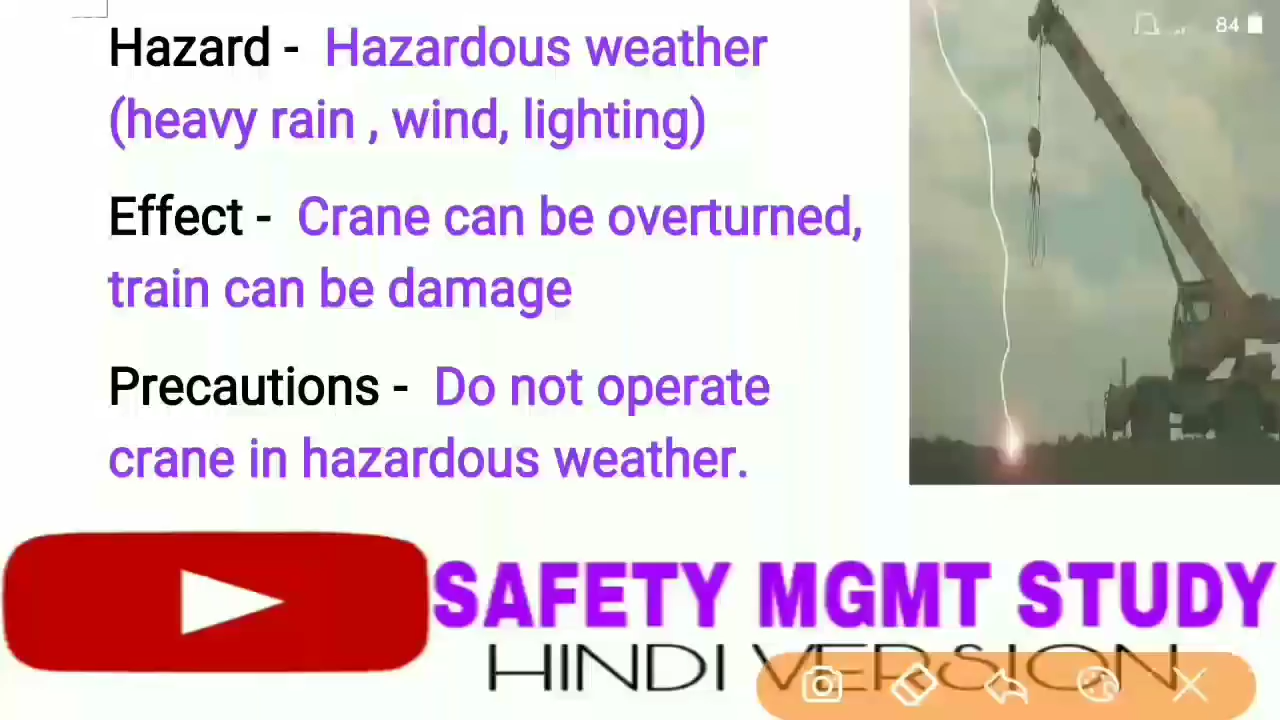 Hazard - Hazardous weather
(heavy rain , wind, lighting)
Effect - Crane can be overturned,
train can be damage
Precautions - Do not operate
crane in hazardous weather.
84
SAFETY MGMT STUDY
HINDI VERSION